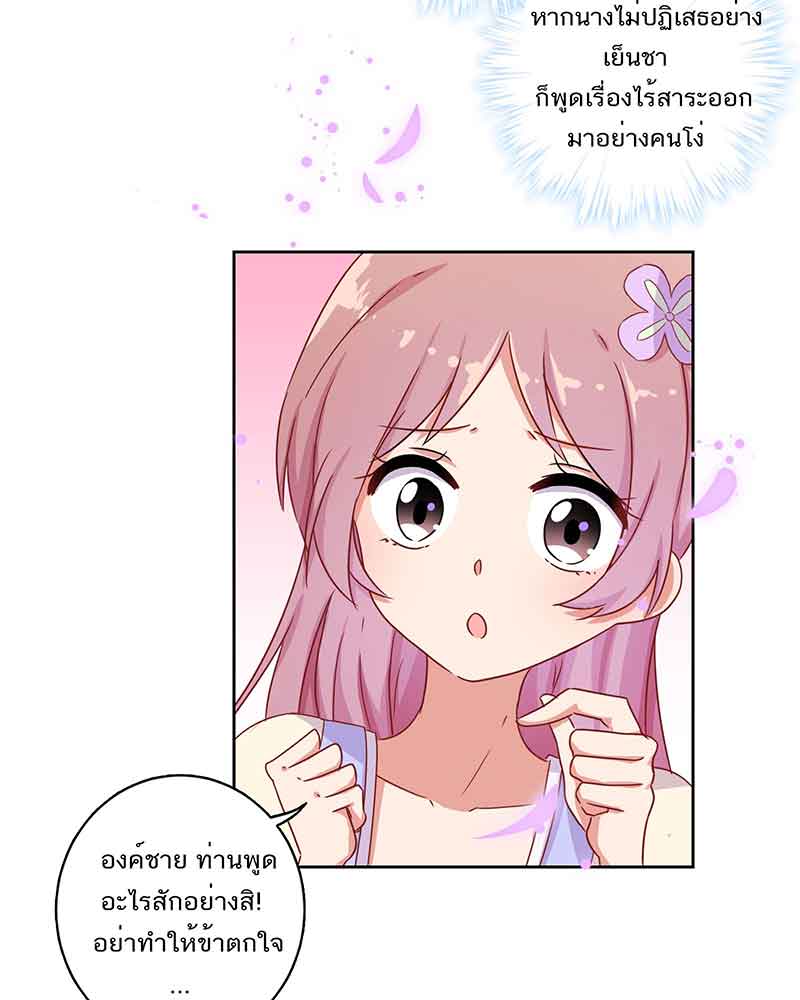 หากนางไม่ปฏิเสธอย่าง
เย็นชา
ก็พูดเรื่องไร้สาระออก
มาอย่างคนโง่
องค์ชาย ท่านพูด
อะไรสักอย่างสิ!
อย่าทำให้ข้าตกใจ
...